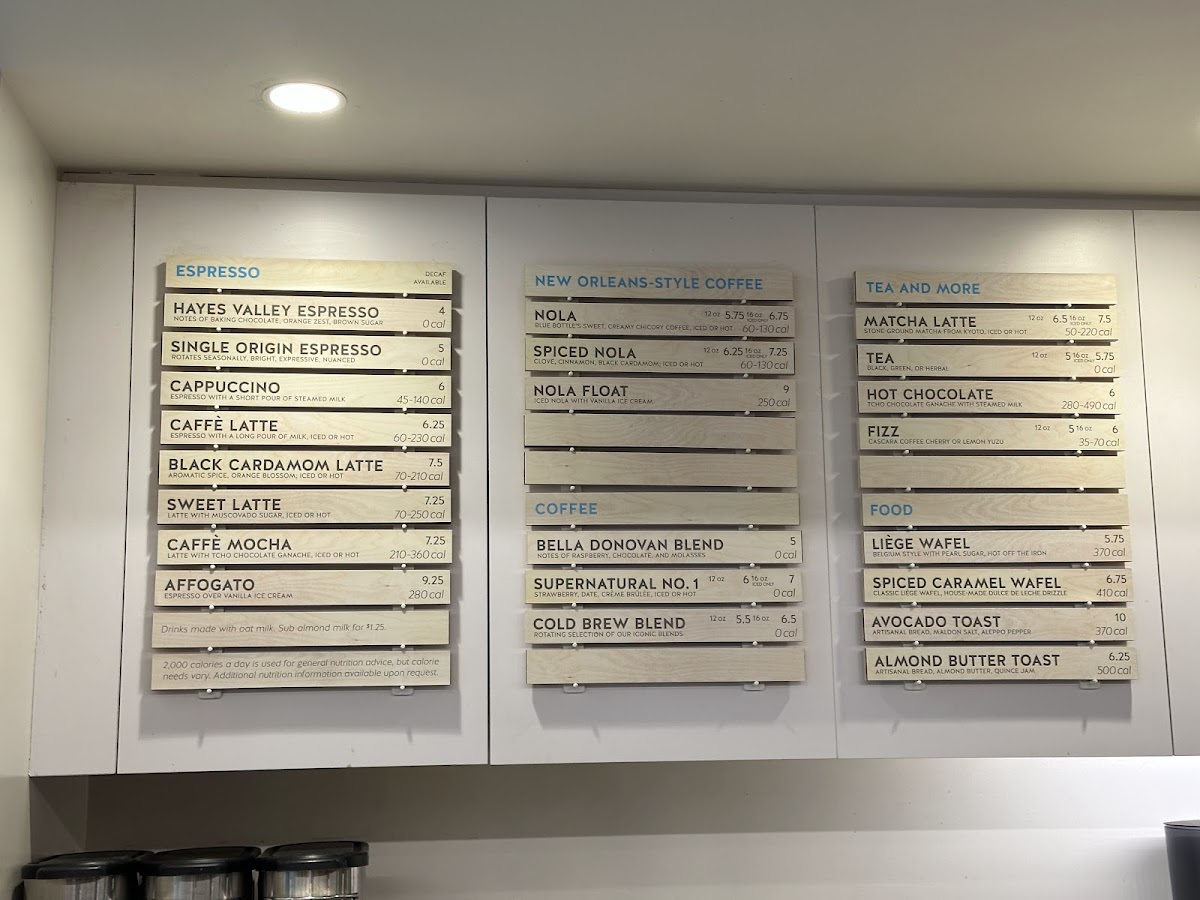 ESPRESSO DECAF AVAILABLE
HAYES VALLEY ESPRESSO 4
NOTES OF BAKING CHOCOLATE, ORANGE ZEST, BROWN SUGAR 0 cal
SINGLE ORIGIN ESPRESSO 5
ROTATES SEASONALLY, BRIGHT, EXPRESSIVE, NUANCED 0 cal
CAPPUCCINO 6
ESPRESSO WITH A SHORT POUR OF STEAMED MILK 45-140 cal
CAFFÈ LATTE 6.25
ESPRESSO WITH A LONG POUR OF MILK, ICED OR HOT 60-230 cal
BLACK CARDAMOM LATTE 7.5
AROMATIC SPICE, ORANGE BLOSSOM; ICED OR HOT 70-210 cal
SWEET LATTE 7.25
LATTE WITH MUSCOVADO SUGAR, ICED OR HOT 70-250 cal
CAFFÈ MOCHA 7.25
LATTE WITH TCHO CHOCOLATE GANACHE, ICED OR HOT 210-360 cal
AFFOGATO 9.25
ESPRESSO OVER VANILLA ICE CREAM 280 cal
Drinks made with oat milk. Sub almond milk for $1.25.
2,000 calories a day is used for general nutrition advice, but calorie
needs vary. Additional nutrition information available upon request.
NEW ORLEANS-STYLE COFFEE
NOLA 12 oz 5.75 16 oz ICED ONLY 6.75
BLUE BOTTLE'S SWEET, CREAMY CHICORY COFFEE, ICED OR HOT 60-130 cal
SPICED NOLA 12 oz 6.25 16 oz ICED ONLY 7.25
CLOVE, CINNAMON, BLACK CARDAMOM; ICED OR HOT 60-130 cal
NOLA FLOAT 9
ICED NOLA WITH VANILLA ICE CREAM 250 cal
COFFEE
BELLA DONOVAN BLEND 5
NOTES OF RASPBERRY, CHOCOLATE, AND MOLASSES 0 cal
SUPERNATURAL NO. 1 12 oz 6 16 oz ICED ONLY 7
STRAWBERRY, DATE, CRÈME BRÛLÉE, ICED OR HOT 0 cal
COLD BREW BLEND 12 oz 5.5 16 oz 6.5
ROTATING SELECTION OF OUR ICONIC BLENDS 0 cal
TEA AND MORE
MATCHA LATTE 12 oz 6.5 16 oz ICED ONLY 7.5
STONE-GROUND MATCHA FROM KYOTO, ICED OR HOT 50-220 cal
TEA 12 oz 5 16 oz ICED ONLY 5.75
BLACK, GREEN, OR HERBAL 0 cal
HOT CHOCOLATE 6
TCHO CHOCOLATE GANACHE WITH STEAMED MILK 280-490 cal
FIZZ 12 oz 5 16 oz 6
CASCARA COFFEE CHERRY OR LEMON YUZU 35-70 cal
FOOD
LIÈGE WAFEL 5.75
BELGIUM STYLE WITH PEARL SUGAR, HOT OFF THE IRON 370 cal
SPICED CARAMEL WAFEL 6.75
CLASSIC LIÈGE WAFEL, HOUSE-MADE DULCE DE LECHE DRIZZLE 410 cal
AVOCADO TOAST 10
ARTISANAL BREAD, MALDON SALT, ALEPPO PEPPER 370 cal
ALMOND BUTTER TOAST 6.25
ARTISANAL BREAD, ALMOND BUTTER, QUINCE JAM 500 cal